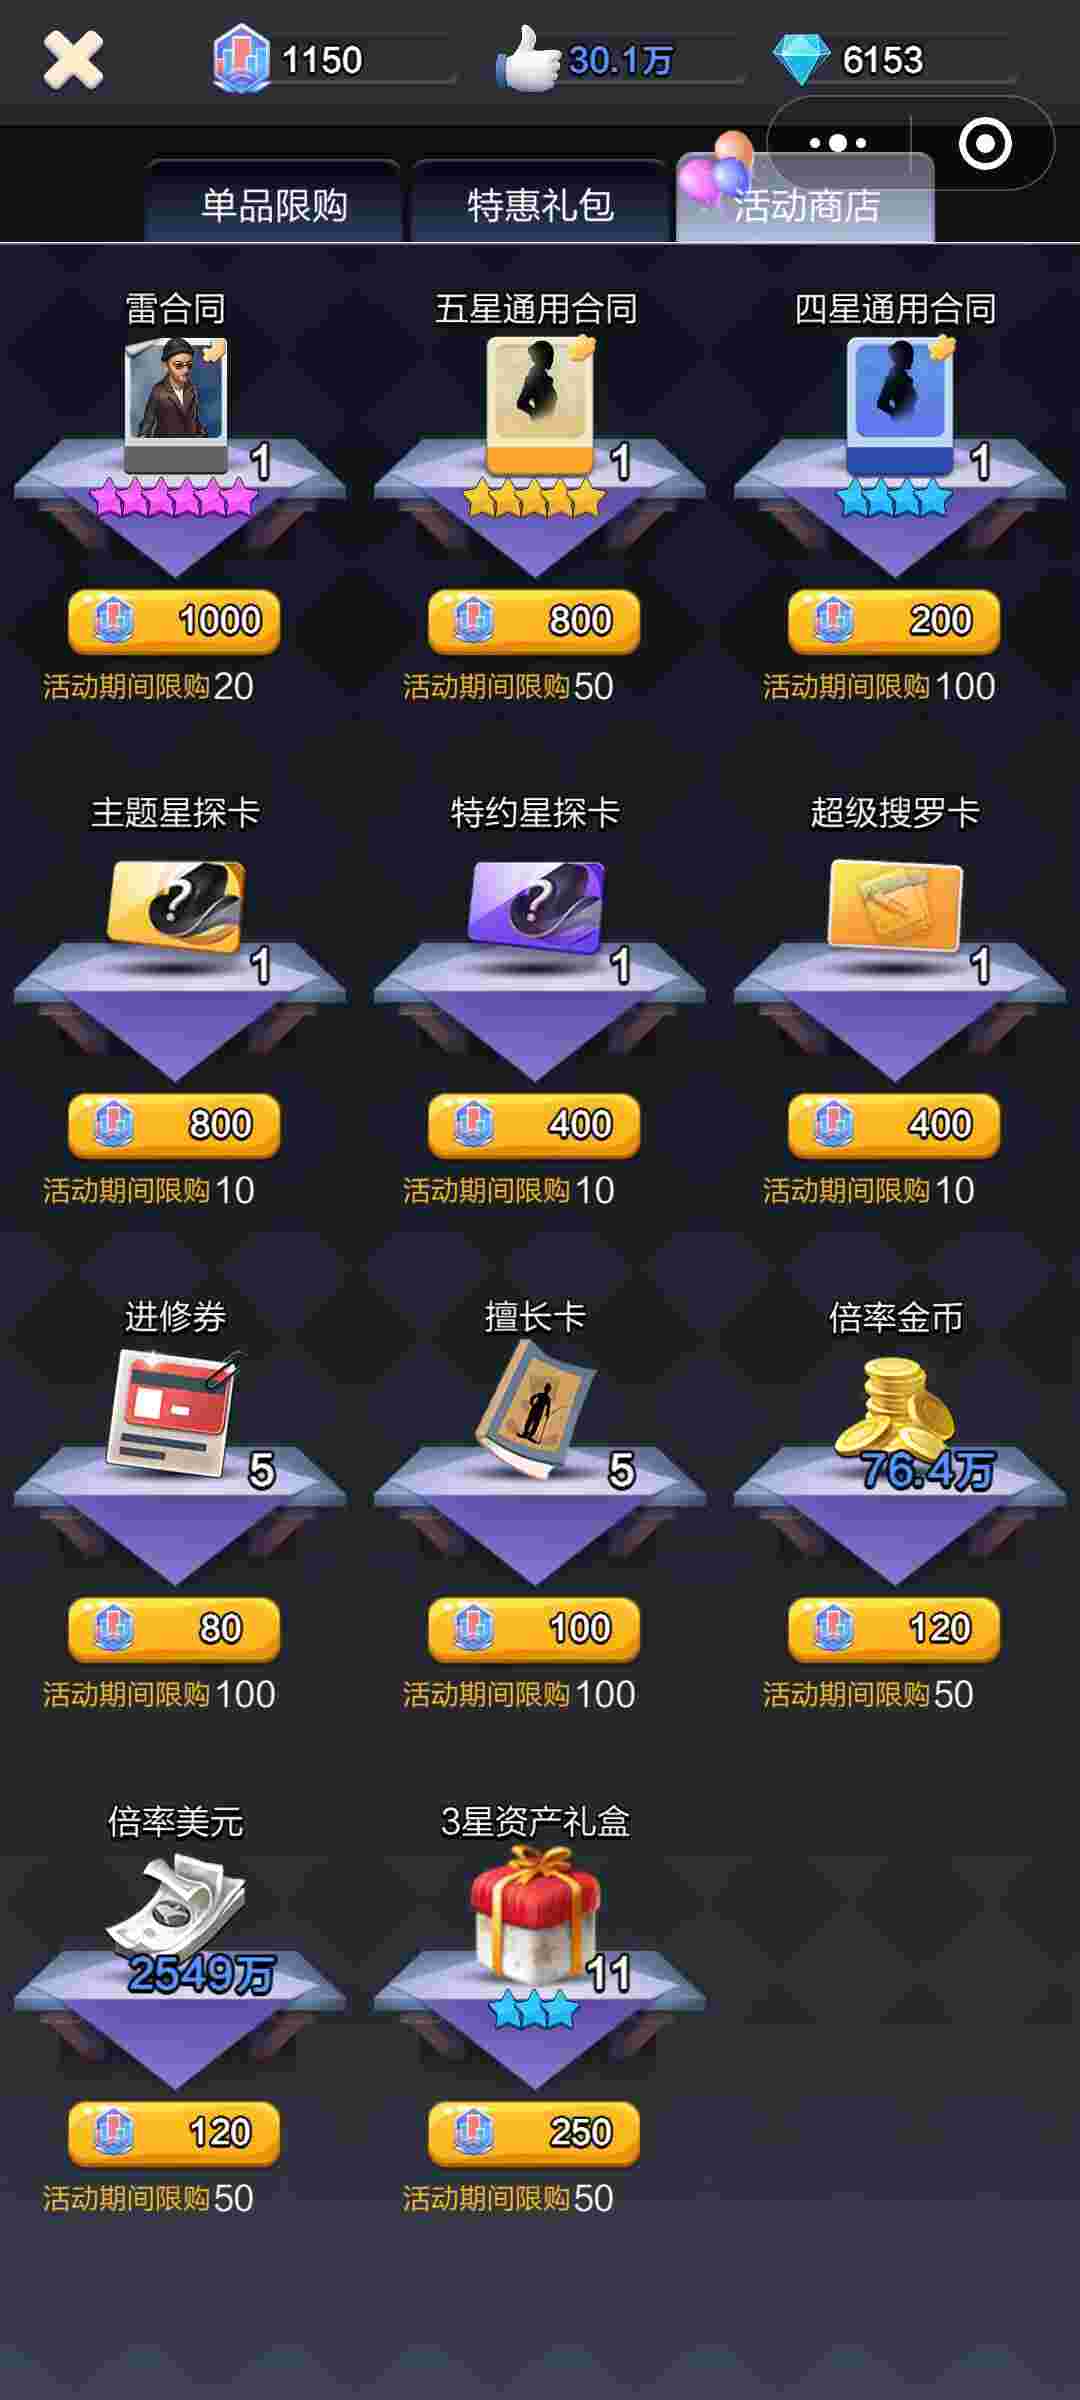 1150 30.1万 6153
单品限购 特惠礼包 活动商店
雷合同 五星通用合同 四星通用合同
1 1 1
1000 800 200
活动期间限购20 活动期间限购50 活动期间限购100
主题星探卡 特约星探卡 超级搜罗卡
? ?
1 1 1
800 400 400
活动期间限购10 活动期间限购10 活动期间限购10
进修券 擅长卡 倍率金币
5 5 76.4万
80 100 120
活动期间限购100 活动期间限购100 活动期间限购50
倍率美元 3星资产礼盒
2549万 11
120 250
活动期间限购50 活动期间限购50